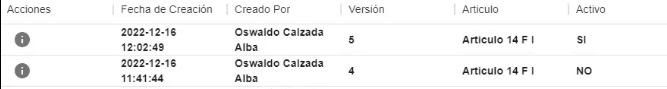 Acciones Fecha de Creación Creado Por Versión Articulo Activo
2022-12-16 Oswaldo Calzada
12:02:49 Alba 5 Articulo 14 F I SI
2022-12-16 Oswaldo Calzada
11:41:44 Alba 4 Articulo 14 F I NO